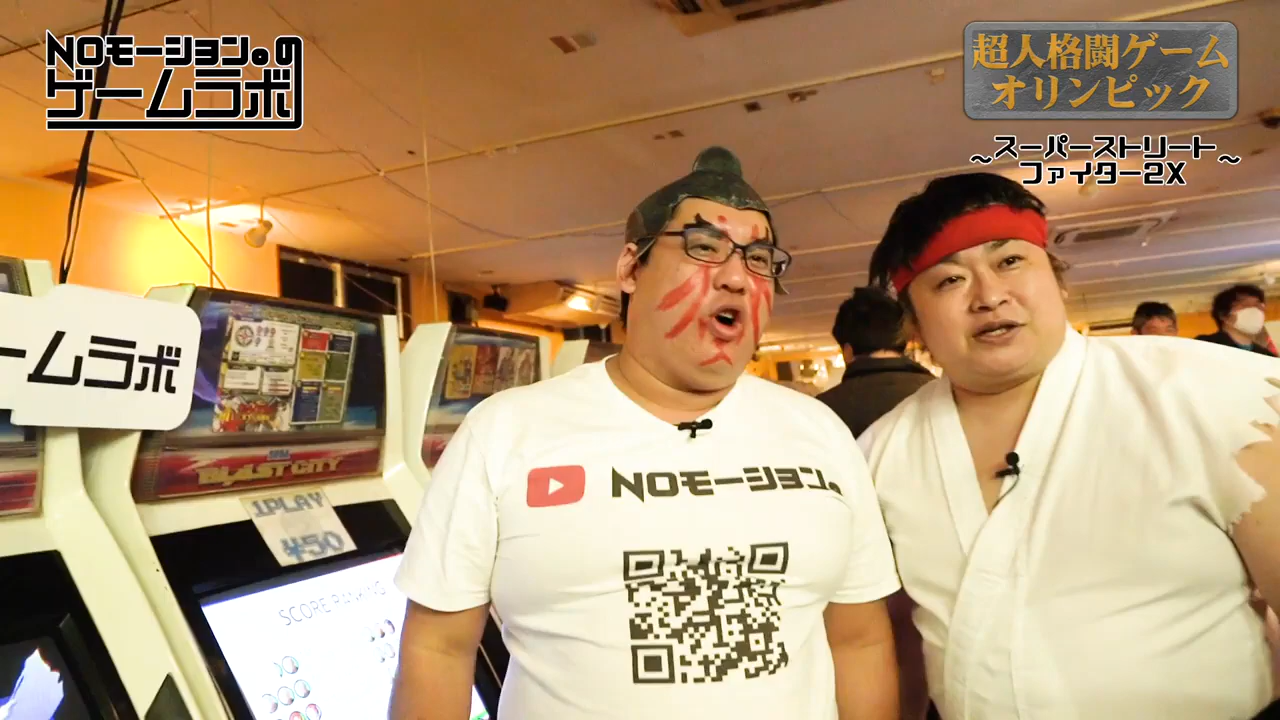 NOモーション。の
ゲームラボ
超人格闘ゲーム
オリンピック
~スーパーストリート
ファイター2X~
ームラボ
BLAST CITY
1PLAY
¥50
SCORE RANKING
NOモーション。